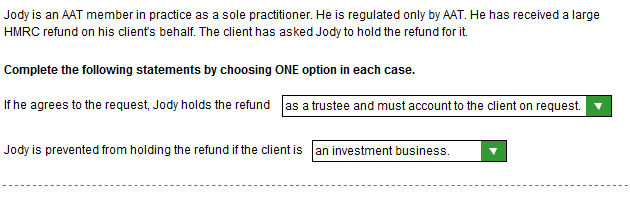 Jody is an AAT member in practice as a sole practitioner. He is regulated only by AAT. He has received a large
HMRC refund on his client's behalf. The client has asked Jody to hold the refund for it.
Complete the following statements by choosing ONE option in each case.
If he agrees to the request, Jody holds the refund as a trustee and must account to the client on request.
Jody is prevented from holding the refund if the client is an investment business.